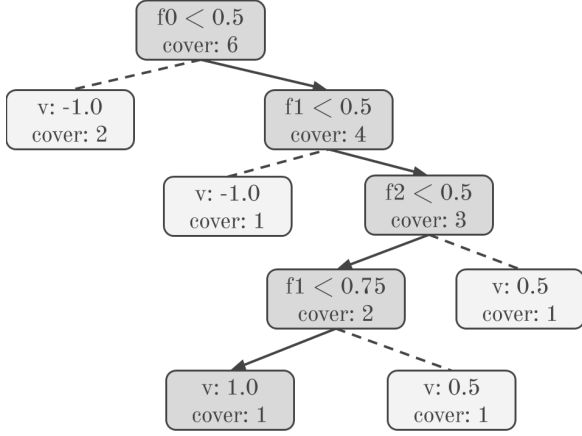 f0 < 0.5
cover: 6
v: -1.0
cover: 2
f1 < 0.5
cover: 4
v: -1.0
cover: 1
f2 < 0.5
cover: 3
f1 < 0.75
cover: 2
v: 0.5
cover: 1
v: 1.0
cover: 1
v: 0.5
cover: 1